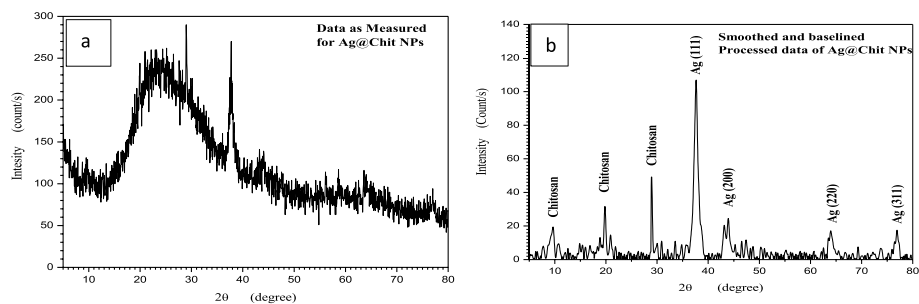 a
Data as Measured
for Ag@Chit NPs
300
250
200
150
100
50
0
10
20
30
40
50
60
70
80
Intesity (count/s)
2θ (degree)
b
Smoothed and baselined
Processed data of Ag@Chit NPs
140
120
100
80
60
40
20
0
10
20
30
40
50
60
70
80
Intensity (Count/s)
2θ (degree)
Chitosan
Chitosan
Chitosan
Ag (111)
Ag (200)
Ag (220)
Ag (311)